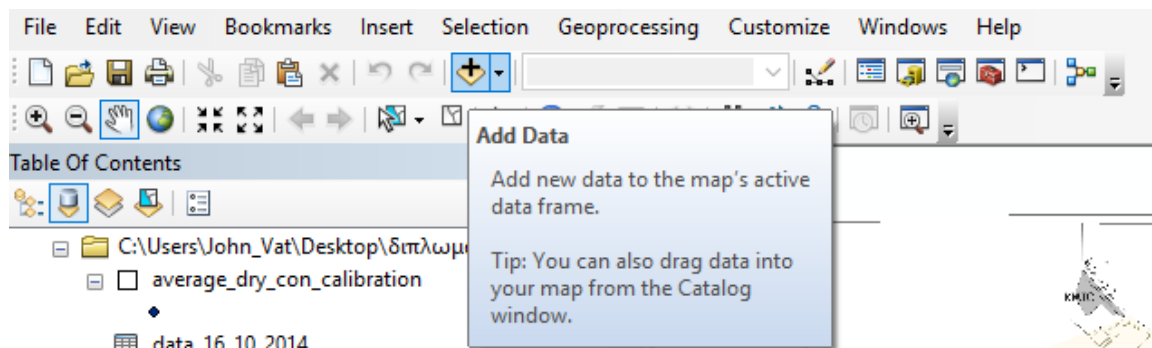 File Edit View Bookmarks Insert Selection Geoprocessing Customize Windows Help
Add Data
Add new data to the map's active
data frame.
Tip: You can also drag data into
your map from the Catalog
window.
Table Of Contents
C:\Users\John_Vat\Desktop\διπλωμα
average_dry_con_calibration
data_16_10_2014